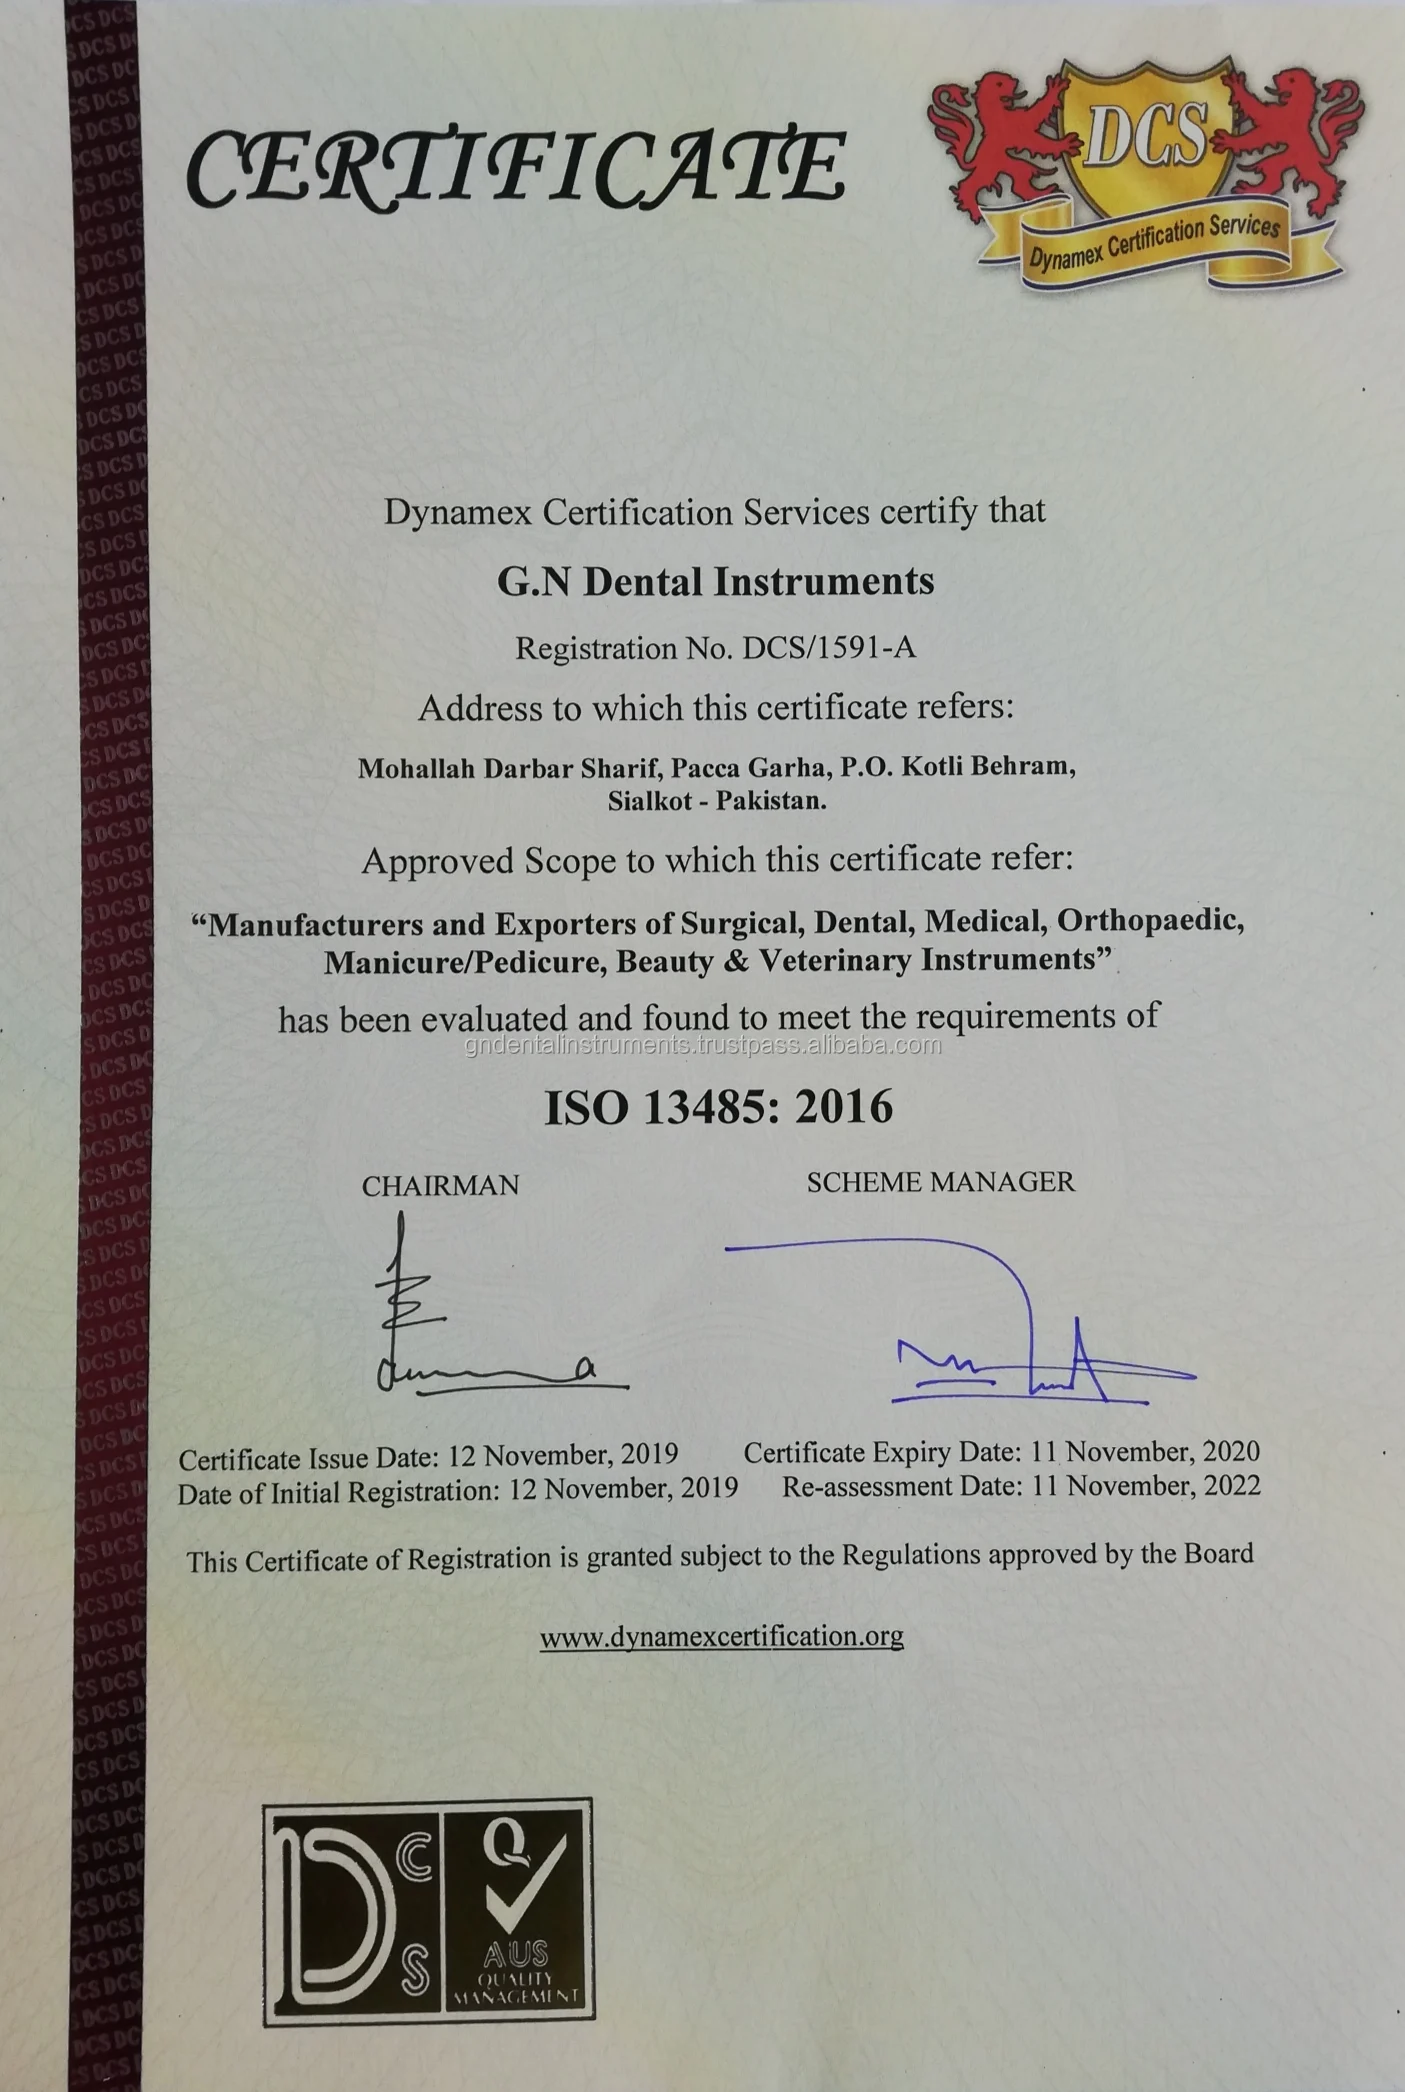 CERTIFICATE
DCS
Dynamex Certification Services
Dynamex Certification Services certify that
G.N Dental Instruments
Registration No. DCS/1591-A
Address to which this certificate refers:
Mohallah Darbar Sharif, Pacca Garha, P.O. Kotli Behram,
Sialkot - Pakistan.
Approved Scope to which this certificate refer:
“Manufacturers and Exporters of Surgical, Dental, Medical, Orthopaedic,
Manicure/Pedicure, Beauty & Veterinary Instruments”
has been evaluated and found to meet the requirements of
gndentalinstruments.trustpass.alibaba.com
ISO 13485: 2016
CHAIRMAN SCHEME MANAGER
Certificate Issue Date: 12 November, 2019 Certificate Expiry Date: 11 November, 2020
Date of Initial Registration: 12 November, 2019 Re-assessment Date: 11 November, 2022
This Certificate of Registration is granted subject to the Regulations approved by the Board
www.dynamexcertification.org
DCS
Q
AUS
QUALITY
MANAGEMENT